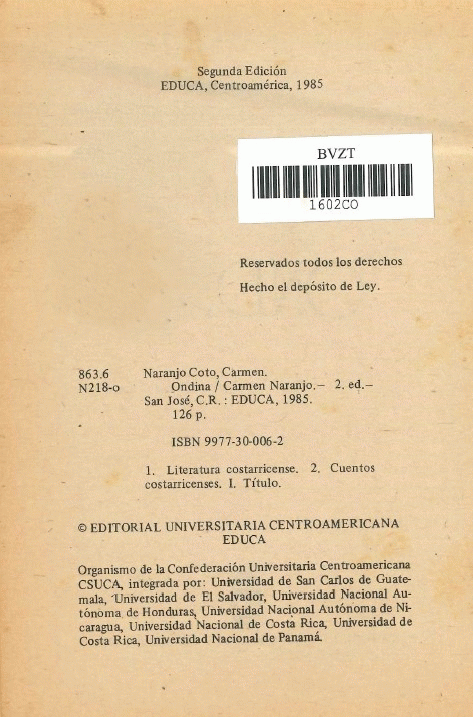 Segunda Edición
EDUCA, Centroamérica, 1985
BVZT
1602CO
Reservados todos los derechos
Hecho el depósito de Ley.
863.6 Naranjo Coto, Carmen.
N218-o Ondina / Carmen Naranjo.— 2. ed.—
San José, C.R. : EDUCA, 1985.
126 p.
ISBN 9977-30-006-2
1. Literatura costarricense. 2. Cuentos
costarricenses. I. Título.
© EDITORIAL UNIVERSITARIA CENTROAMERICANA
EDUCA
Organismo de la Confederación Universitaria Centroamericana
CSUCA, integrada por: Universidad de San Carlos de Guate-
mala, Universidad de El Salvador, Universidad Nacional Au-
tónoma de Honduras, Universidad Nacional Autónoma de Ni-
caragua, Universidad Nacional de Costa Rica, Universidad de
Costa Rica, Universidad Nacional de Panamá.